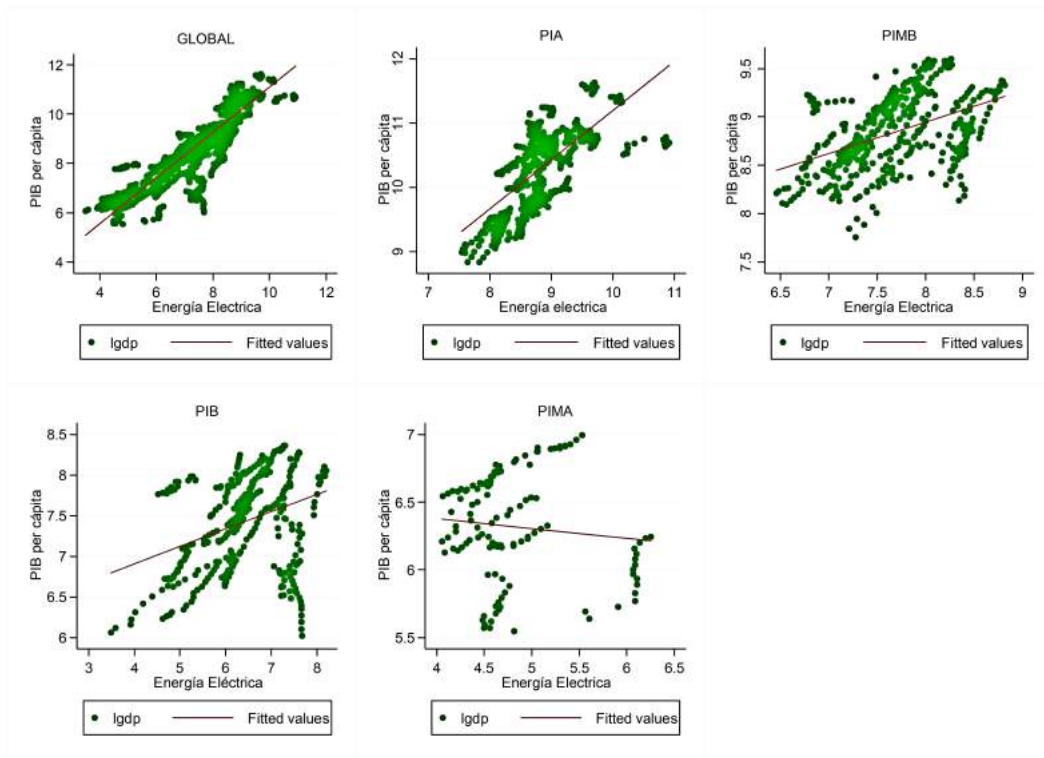 GLOBAL
PIB per cápita
12
10
8
6
4
4 6 8 10 12
Energía Electrica
lgdp Fitted values
PIA
PIB per cápita
12
11
10
9
7 8 9 10 11
Energía electrica
lgdp Fitted values
PIMB
PIB per cápita
9.5
9
8.5
8
7.5
6.5 7 7.5 8 8.5 9
Energía Electrica
lgdp Fitted values
PIB
PIB per cápita
8.5
8
7.5
7
6.5
6
3 4 5 6 7 8
Energía Eléctrica
lgdp Fitted values
PIMA
PIB per cápita
7
6.5
6
5.5
4 4.5 5 5.5 6 6.5
Energía Electrica
lgdp Fitted values